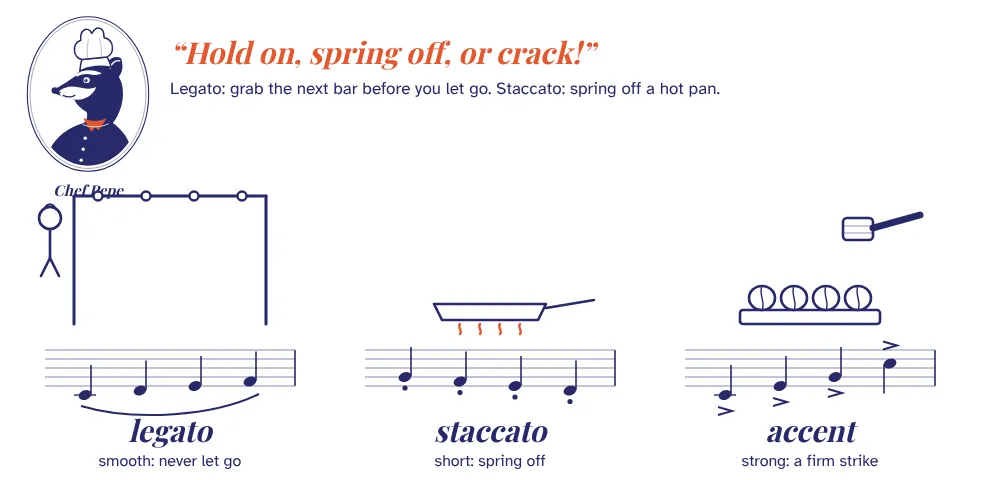 “Hold on, spring off, or crack!”
Legato: grab the next bar before you let go. Staccato: spring off a hot pan.
Chef Pepe
legato
smooth: never let go
staccato
short: spring off
accent
strong: a firm strike